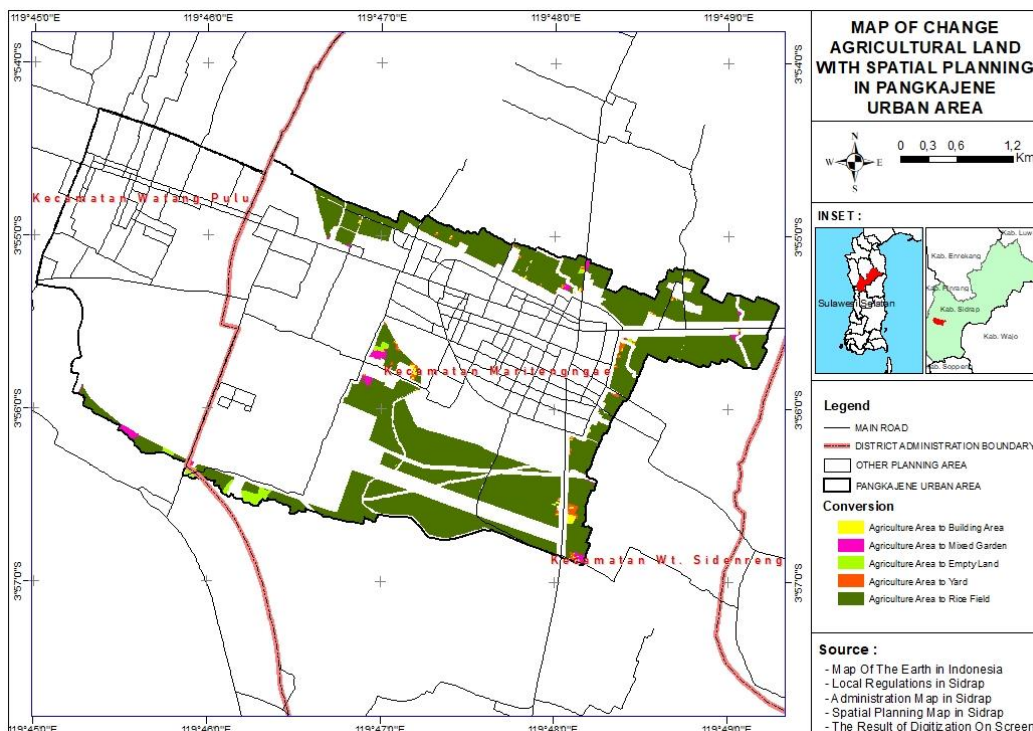 119°45'0"E 119°46'0"E 119°47'0"E 119°48'0"E 119°49'0"E
3°54'0"S 3°54'0"S
3°55'0"S 3°55'0"S
3°56'0"S 3°56'0"S
3°57'0"S 3°57'0"S
119°45'0"E 119°46'0"E 119°47'0"E 119°48'0"E 119°49'0"E
Kecamatan Watang Pulu
Kecamatan Maritengngae
Kecamatan Wt. Sidenreng
MAP OF CHANGE
AGRICULTURAL LAND
WITH SPATIAL PLANNING
IN PANGKAJENE
URBAN AREA
N
W E
S
0 0,3 0,6 1,2
Km
INSET :
Sulawesi Selatan
Kab. Luw
Kab. Enrekang
Kab. Pinrang
Kab. Sidrap
Kab. Wajo
Kab. Soppeng
Legend
MAIN ROAD
DISTRICT ADMINISTRATION BOUNDARY
OTHER PLANNING AREA
PANGKAJENE URBAN AREA
Conversion
Agriculture Area to Building Area
Agriculture Area to Mixed Garden
Agriculture Area to Empty Land
Agriculture Area to Yard
Agriculture Area to Rice Field
Source :
- Map Of The Earth in Indonesia
- Local Regulations in Sidrap
- Administration Map in Sidrap
- Spatial Planning Map in Sidrap
- The Result of Digitization On Screen